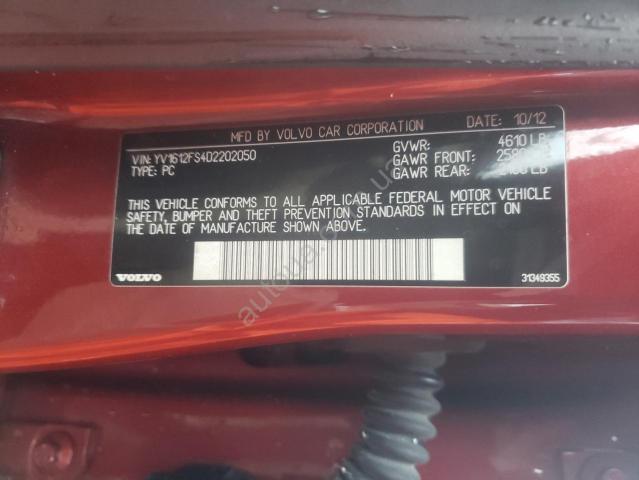 MFD BY VOLVO CAR CORPORATION DATE: 10/12
VIN: YV1612FS4D2202050 GVWR: 4610 LB
TYPE: PC GAWR FRONT:
GAWR REAR: LB
THIS VEHICLE CONFORMS TO ALL APPLICABLE FEDERAL MOTOR VEHICLE
SAFETY, BUMPER AND THEFT PREVENTION STANDARDS IN EFFECT ON
THE DATE OF MANUFACTURE SHOWN ABOVE.
VOLVO 31349355